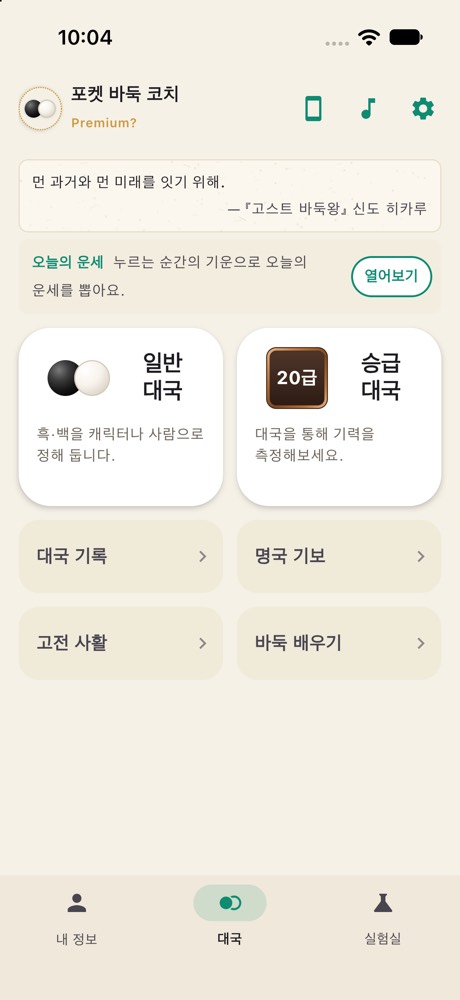 10:04
포켓 바둑 코치
Premium?
먼 과거와 먼 미래를 잇기 위해.
—『고스트 바둑왕』 신도 히카루
오늘의 운세 누르는 순간의 기운으로 오늘의
운세를 뽑아요.
열어보기
일반
대국
흑·백을 캐릭터나 사람으로
정해 둡니다.
20급
승급
대국
대국을 통해 기력을
측정해보세요.
대국 기록
명국 기보
고전 사활
바둑 배우기
내 정보
대국
실험실